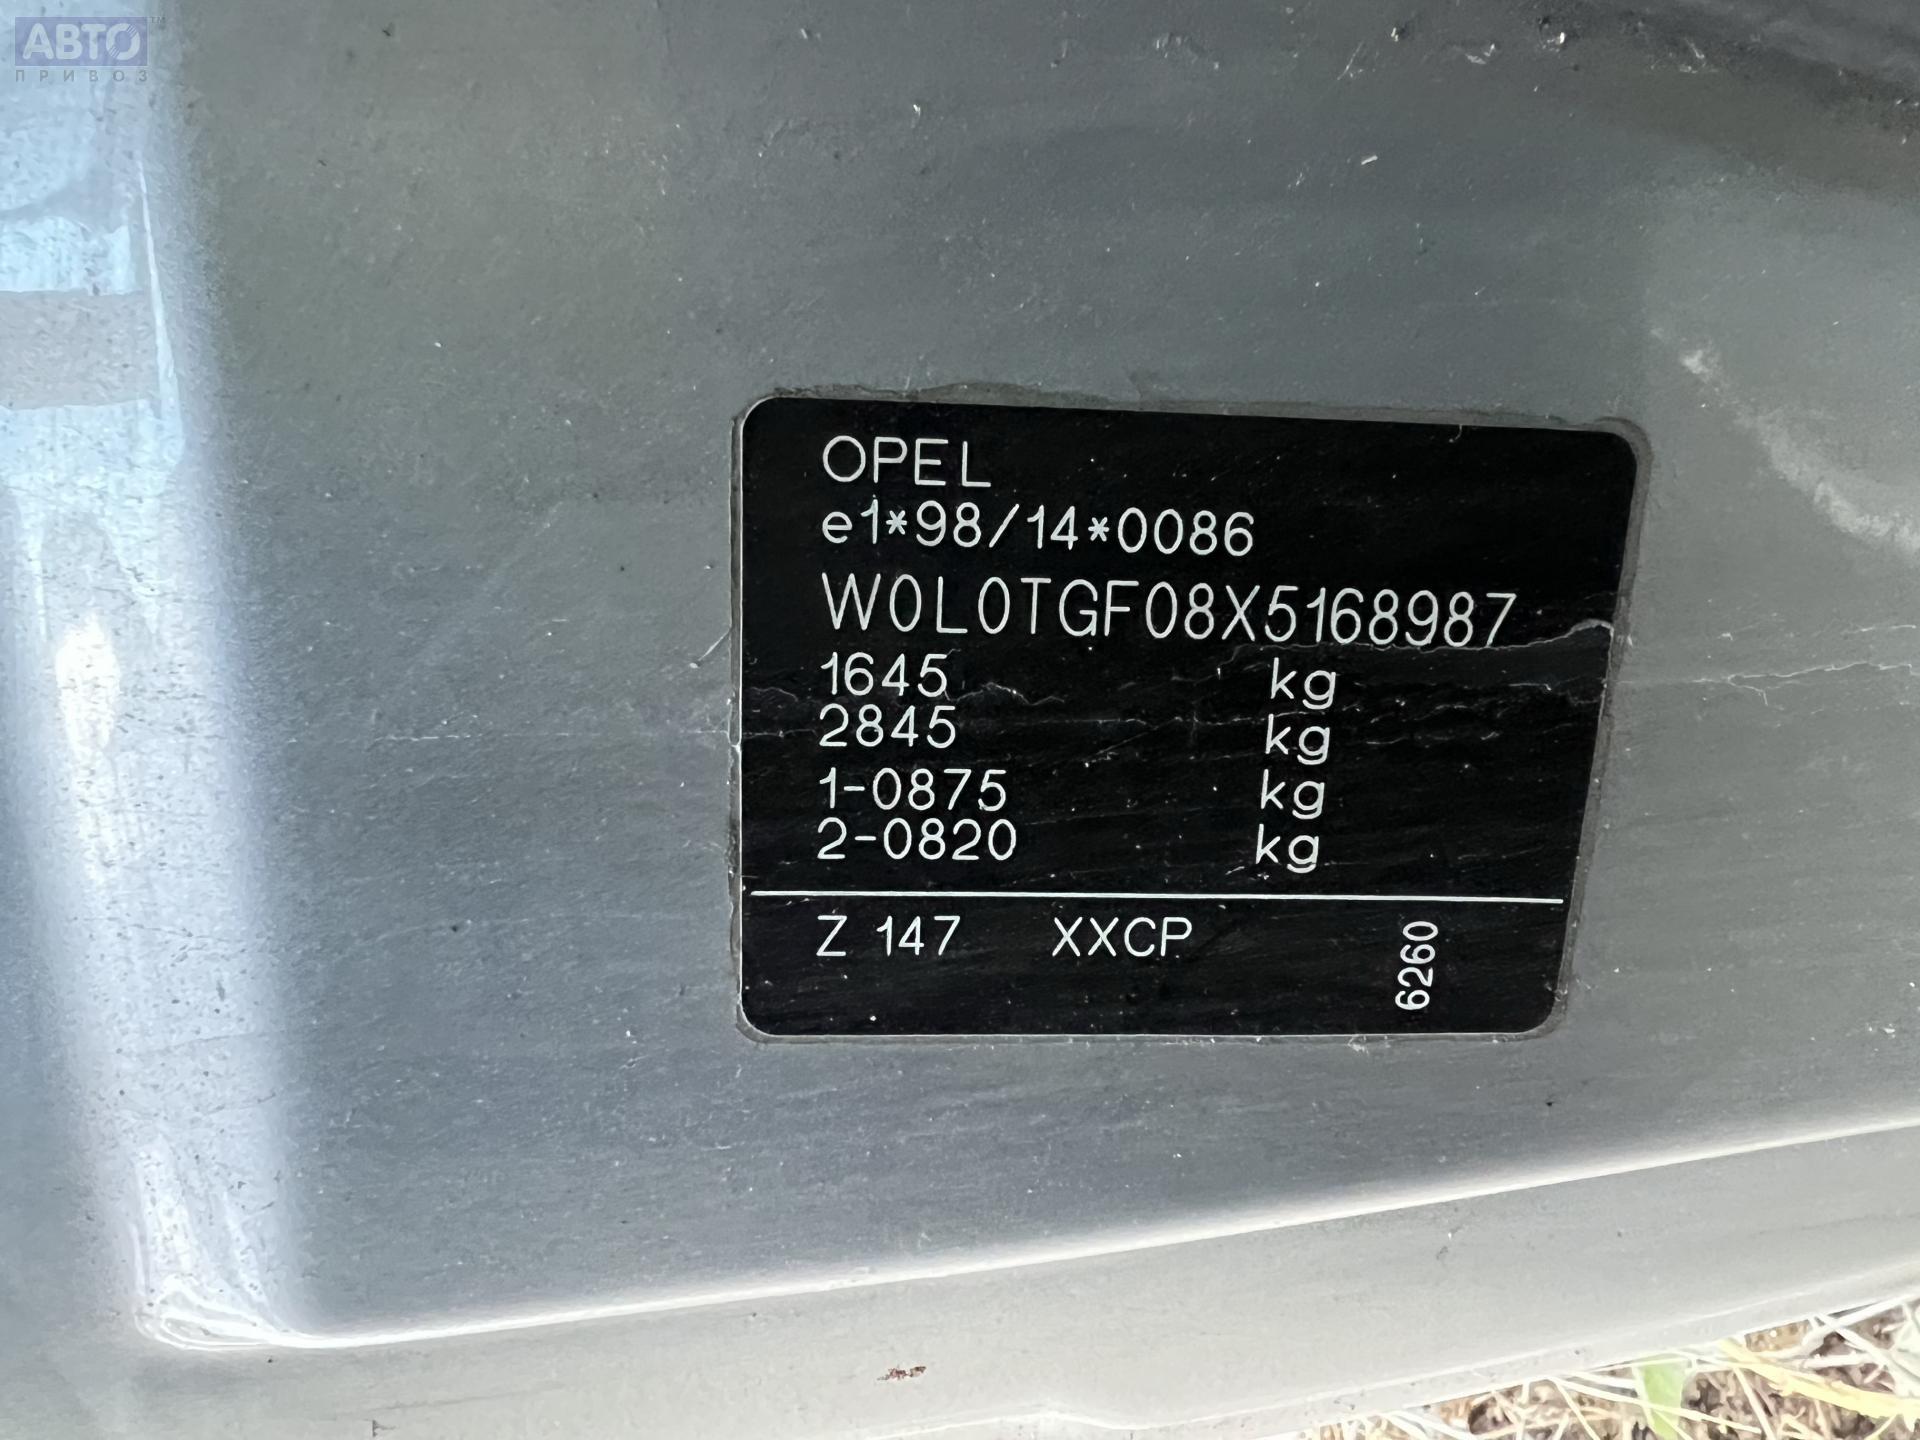 АВТО™
ПРИВОЗ
OPEL
e1*98/14*0086
W0L0TGF08X5168987
1645 kg
2845 kg
1-0875 kg
2-0820 kg
Z 147 XXCP
6260